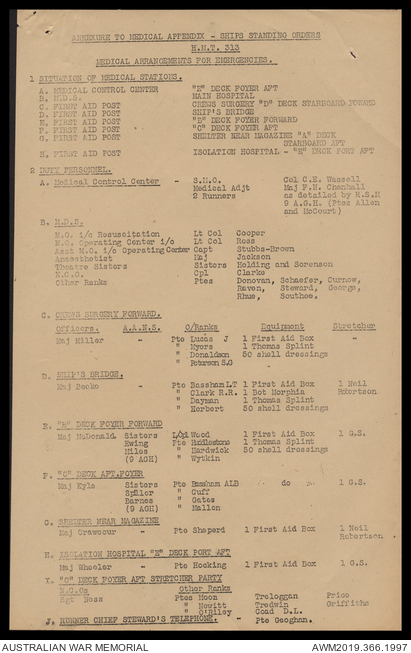 ANNEXURE TO MEDICAL APPENDIX - SHIPS STANDING ORDERS
H.M.T. 313
MEDICAL ARRANGEMENTS FOR EMERGENCIES.
1 SITUATION OF MEDICAL STATIONS.
A. MEDICAL CONTROL CENTER "E" DECK FOYER AFT
B. M.D.S. MAIN HOSPITAL
C. FIRST AID POST CREWS SURGERY "D" DECK STARBOARD FORWARD
D. FIRST AID POST SHIP'S BRIDGE
E. FIRST AID POST DECK FOYER FORWARD
F. FIRST AID POST "C" DECK FOYER AFT
G. FIRST AID POST SHELTER NEAR MAGAZINE "A" DECK
STARBOARD AFT
H. FIRST AID POST ISOLATION HOSPITAL - "E" DECK PORT AFT
2 DUTY PERSONNEL.
A. Medical Control Center - S.M.O. Col C.E. Wassell
Medical Adjt Maj F.H. Chenhall
2 Runners as detailed by R.S.M
9 A.G.H. (Ptes Allen
and McCourt)
B. M.D.S.
M.O. i/c Resuscitation Lt Col Cooper
M.O. Operating Center i/c Lt Col Ross
Asst M.O. i/c Operating Center Capt Stubbe-Brown
Anaesthetist Maj Jackson
Theatre Sisters Sisters Holding and Sorenson
N.C.O. Cpl Clarke
Other Ranks Ptes Donovan, Schaefer, Curnow,
Raven, Steward, George,
Rhue, Southee.
C. CREWS SURGERY FORWARD.
Officers. A.A.N.S. O/Ranks Equipment Stretcher
Maj Miller - Pte Lucas J 1 First Aid Box -
" Myers 1 Thomas Splint
" Donaldson 50 shell dressings
" Peterson S.G
D. SHIP'S BRIDGE.
Maj Beeke - Pte Bassham LT 1 First Aid Box 1 Neil
" Clark R.R. 1 Box Morphia Robertson
" Dayman 1 Thomas Splint
" Herbert 50 shell dressings
E. DECK FOYER FORWARD
Maj McDonald Sisters Wood 1 First Aid Box 1 G.S.
Ewing Pte Huddlestone 1 Thomas Splint
Miles " Hardwick 50 shell dressings
(9 AGH) " Wytkin
F. "C" DECK AFT FOYER
Maj Kyle Sisters Pte Bassham ALB do 1 G.S.
Spiller " Cuff
Barnes " Gates
(9 AGH) " Mallon
G. SHELTER NEAR MAGAZINE
Maj Crawcour - Pte Sheperd 1 First Aid Box 1 Neil
Robertson
H. ISOLATION HOSPITAL "E" DECK PORT AFT
Maj Wheeler - Pte Hocking 1 First Aid Box 1 G.S.
I. "C" DECK FOYER AFT STRETCHER PARTY
N.C.Os Other Ranks
Sgt Ness Ptes Moon Treloggan Price
" Hewitt Tredwin Griffiths
" O'Riley Coad D.L.
J. RUNNER CHIEF STEWARD'S TELEPHONE. - Pte Geoghan.
AUSTRALIAN WAR MEMORIAL AWM2019.366.1997